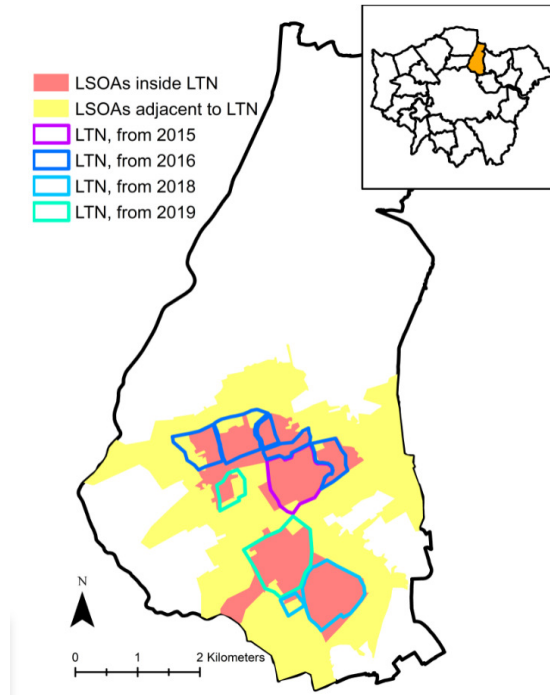 LSOAs inside LTN
LSOAs adjacent to LTN
LTN, from 2015
LTN, from 2016
LTN, from 2018
LTN, from 2019
N
0 1 2 Kilometers